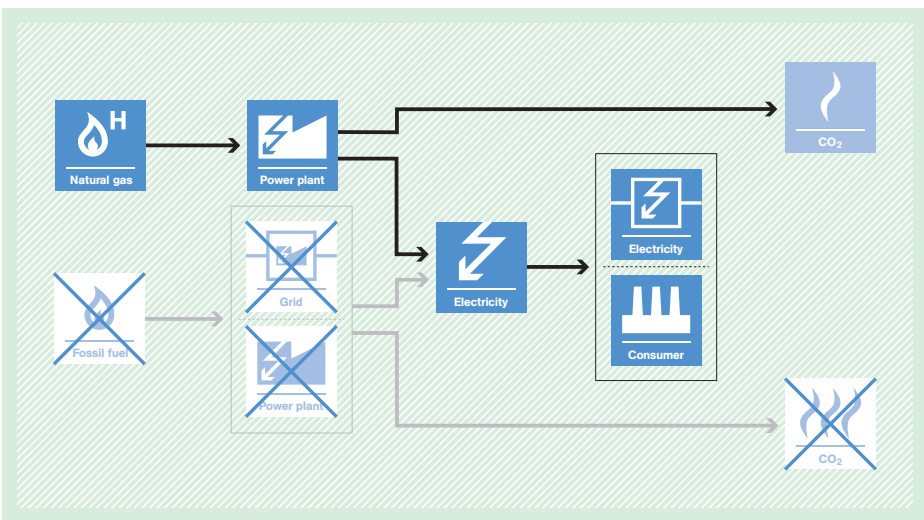 H
Natural gas
Power plant
CO₂
Grid
Electricity
Electricity
Fossil fuel
Consumer
Power plant
CO₂